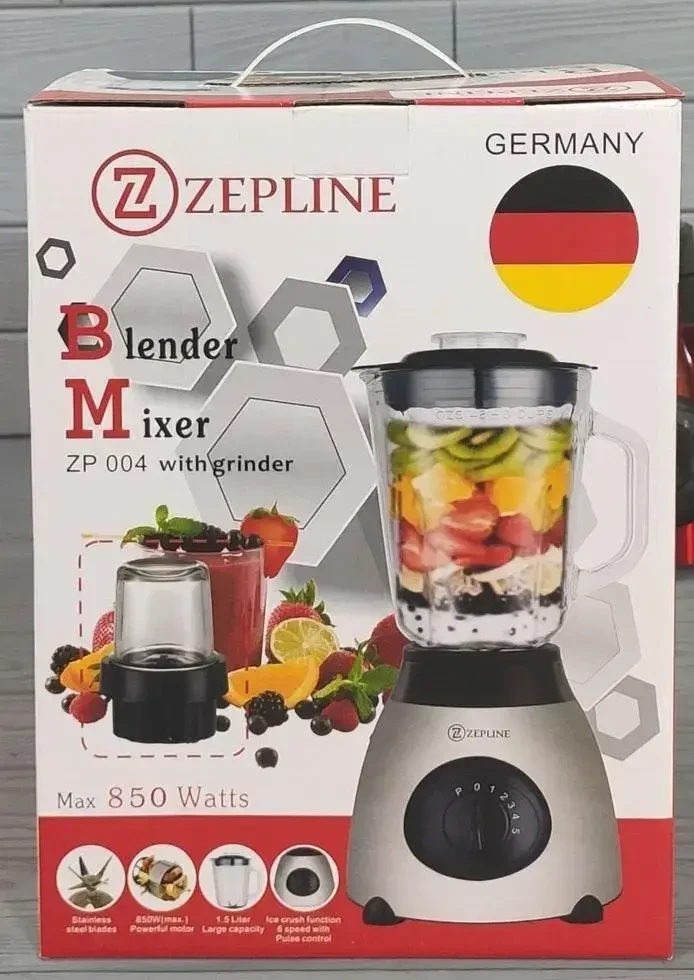 GERMANY
Z ZEPLINE
Blender
Mixer
ZP 004 with grinder
Z ZEPLINE
P 0 1 2 3 4 5
Max 850 Watts
Stainless
steel blades
850W(max.)
Powerful motor
1.5 Liter
Large capacity
Ice crush function
6 speed with
Pulse control